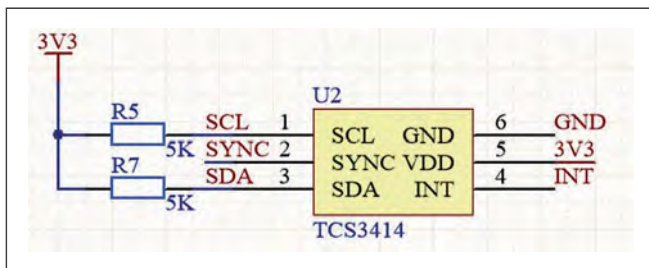 3V3
U2
R5 SCL 1 SCL GND 6 GND
5K SYNC 2 SYNC VDD 5 3V3
R7 SDA 3 SDA INT 4 INT
5K
TCS3414